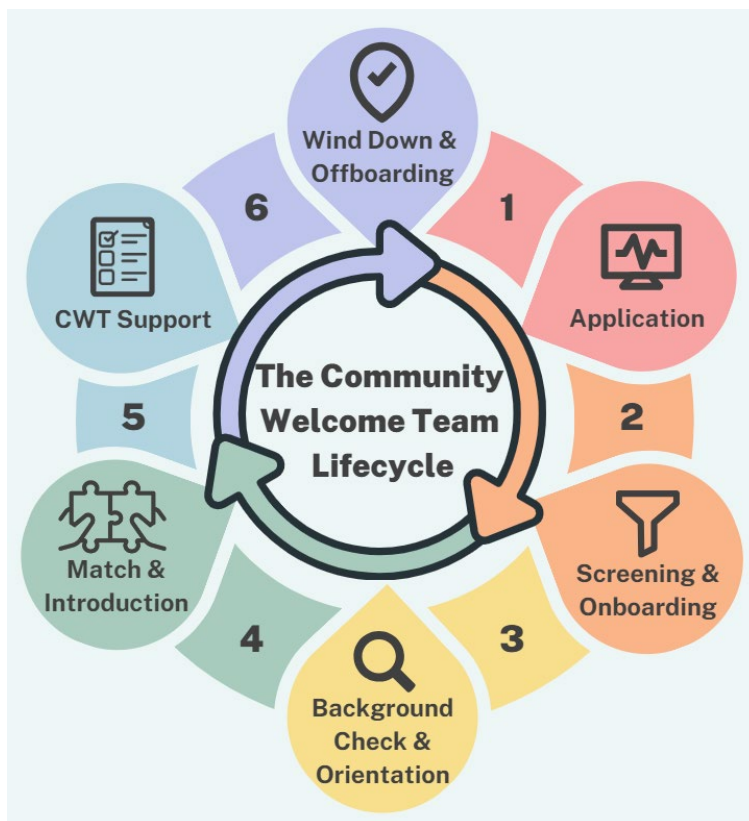 The Community
Welcome Team
Lifecycle
1
Application
2
Screening &
Onboarding
3
Background
Check &
Orientation
4
Match &
Introduction
5
CWT Support
6
Wind Down &
Offboarding